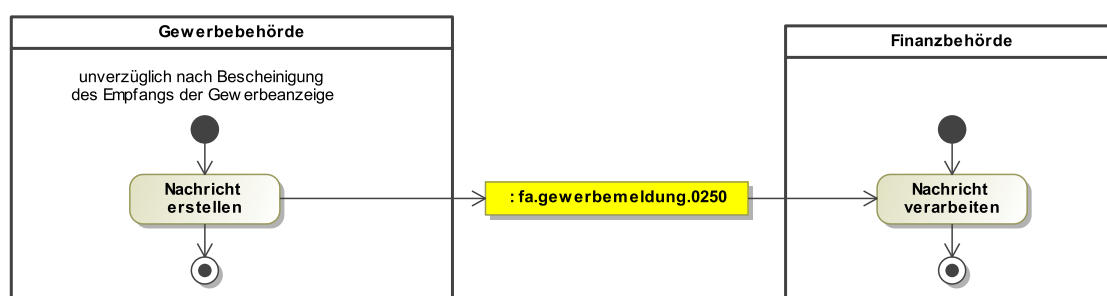 Gewerbebehörde
unverzüglich nach Bescheinigung
des Empfangs der Gewerbeanzeige
Nachricht
erstellen
: fa.gewerbemeldung.0250
Finanzbehörde
Nachricht
verarbeiten